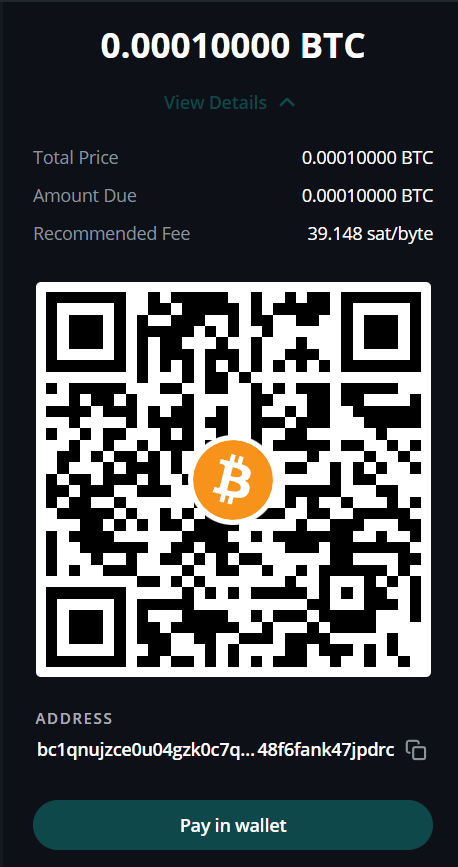 0.00010000 BTC
View Details
Total Price 0.00010000 BTC
Amount Due 0.00010000 BTC
Recommended Fee 39.148 sat/byte
ADDRESS
bc1qnujzce0u04gzk0c7q... 48f6fank47jpdrc
Pay in wallet